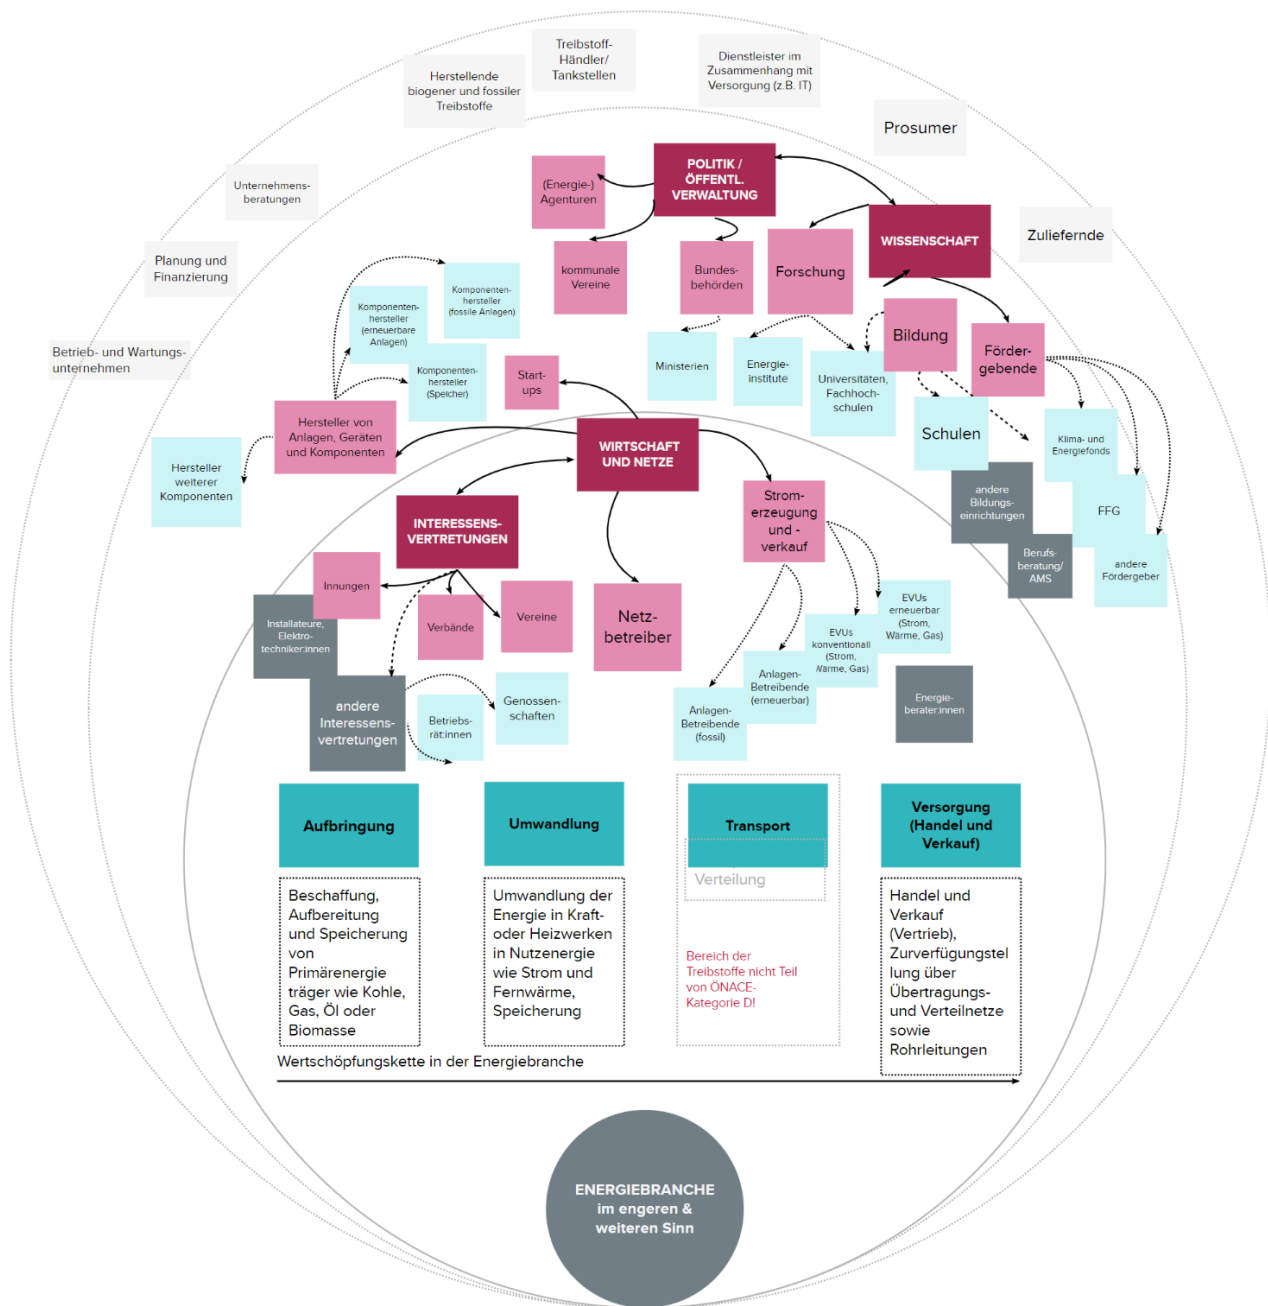 Treibstoff-
Händler/
Tankstellen
Dienstleister im
Zusammenhang mit
Versorgung (z.B. IT)
Herstellende
biogener und fossiler
Treibstoffe
Prosumer
Unternehmens-
beratungen
Zuliefernde
Planung und
Finanzierung
Betrieb- und Wartungs-
unternehmen
POLITIK /
ÖFFENTL.
VERWALTUNG
(Energie-)
Agenturen
WISSENSCHAFT
kommunale
Vereine
Bundes-
behörden
Forschung
Komponenten-
hersteller
(fossile Anlagen)
Komponenten-
hersteller
(erneuerbare
Anlagen)
Komponenten-
hersteller
(Speicher)
Start-
ups
Ministerien
Energie-
institute
Universitäten,
Fachhoch-
schulen
Bildung
Förder-
gebende
Hersteller von
Anlagen, Geräten
und Komponenten
Hersteller
weiterer
Komponenten
WIRTSCHAFT
UND NETZE
Schulen
Klima- und
Energiefonds
andere
Bildungs-
einrichtungen
FFG
Berufs-
beratung/
AMS
andere
Fördergeber
INTERESSENS-
VERTRETUNGEN
Strom-
erzeugung
und -
verkauf
Innungen
Installateure,
Elektro-
techniker:innen
Verbände
Vereine
Netz-
betreiber
EVUs
erneuerbar
(Strom,
Wärme, Gas)
EVUs
konventionall
(Strom,
Wärme, Gas)
Anlagen-
Betreibende
(erneuerbar)
Anlagen-
Betreibende
(fossil)
Energie-
berater:innen
andere
Interessens-
vertretungen
Betriebs-
rät:innen
Genossen-
schaften
Aufbringung
Umwandlung
Transport
Versorgung
(Handel und
Verkauf)
Verteilung
Beschaffung,
Aufbereitung
und Speicherung
von
Primärenergie
träger wie Kohle,
Gas, Öl oder
Biomasse
Umwandlung der
Energie in Kraft-
oder Heizwerken
in Nutzenergie
wie Strom und
Fernwärme,
Speicherung
Bereich der
Treibstoffe nicht Teil
von ÖNACE-
Kategorie D!
Handel und
Verkauf
(Vertrieb),
Zurverfügungstel
lung über
Übertragungs-
und Verteilnetze
sowie
Rohrleitungen
Wertschöpfungskette in der Energiebranche
ENERGIEBRANCHE
im engeren &
weiteren Sinn